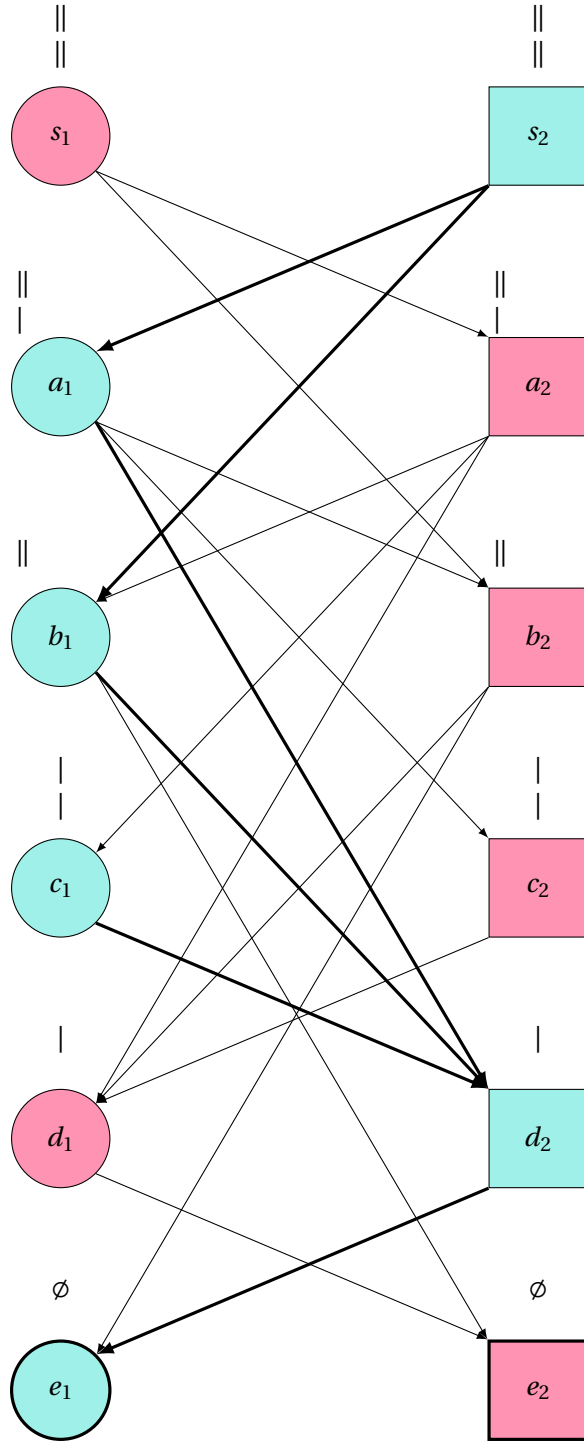 || ||
|| ||
s₁ s₂
|| ||
| |
a₁ a₂
|| ||
b₁ b₂
| |
| |
c₁ c₂
| |
d₁ d₂
∅ ∅
e₁ e₂